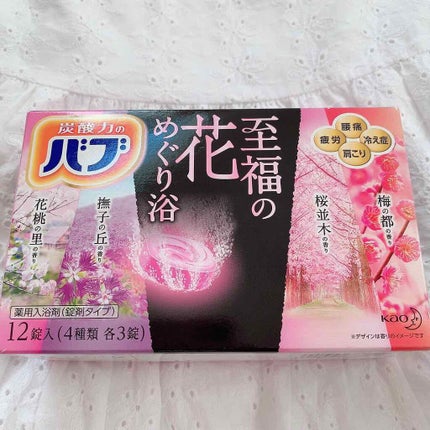 炭酸力の
バブ
至福の
花
めぐり浴
腰痛
疲労
冷え症
肩こり
花桃の里の香り
撫子の丘の香り
桜並木の香り
梅の都の香り
薬用入浴剤(錠剤タイプ)
12錠入(4種類 各3錠)
Kao
※デザインは香りのイメージです